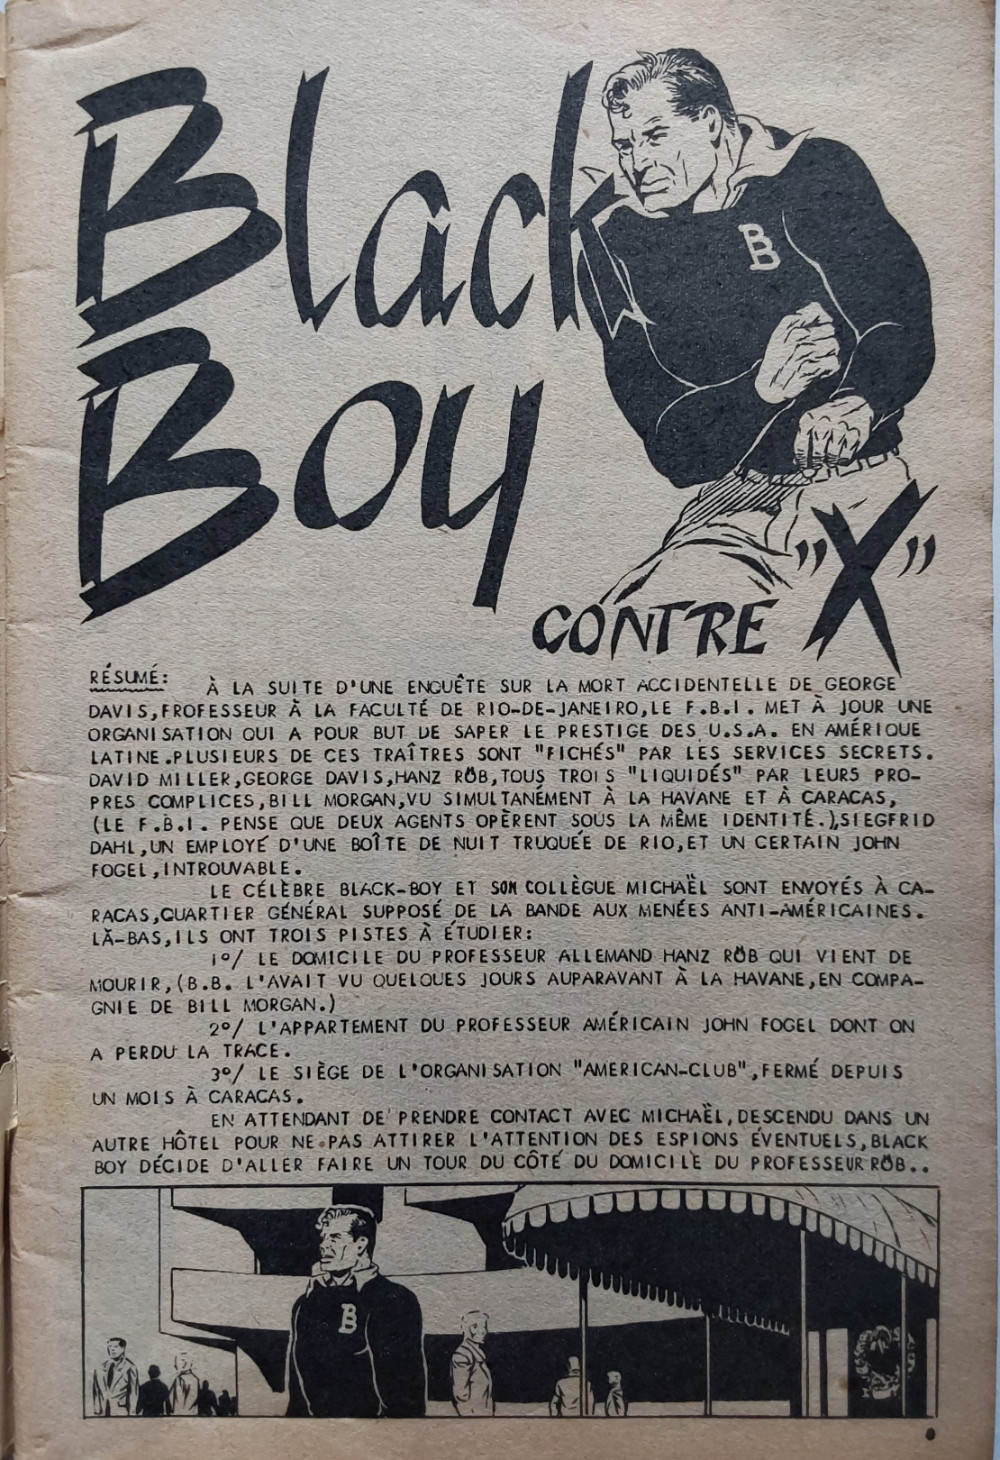 Black
B
Boy
CONTRE "X"
RÉSUMÉ: À LA SUITE D'UNE ENQUÊTE SUR LA MORT ACCIDENTELLE DE GEORGE
DAVIS,PROFESSEUR À LA FACULTÉ DE RIO-DE-JANEIRO,LE F.B.I. MET À JOUR UNE
ORGANISATION QUI A POUR BUT DE SAPER LE PRESTIGE DES U.S.A. EN AMÉRIQUE
LATINE.PLUSIEURS DE CES TRAÎTRES SONT "FICHÉS" PAR LES SERVICES SECRETS.
DAVID MILLER,GEORGE DAVIS,HANZ RÖB,TOUS TROIS "LIQUIDÉS" PAR LEURS PRO-
PRES COMPLICES,BILL MORGAN,VU SIMULTANÉMENT À LA HAVANE ET À CARACAS,
(LE F.B.I. PENSE QUE DEUX AGENTS OPÈRENT SOUS LA MÊME IDENTITÉ.),SIEGFRID
DAHL,UN EMPLOYÉ D'UNE BOÎTE DE NUIT TRUQUÉE DE RIO,ET UN CERTAIN JOHN
FOGEL,INTROUVABLE.
LE CÉLÈBRE BLACK-BOY ET SON COLLÈGUE MICHAËL SONT ENVOYÉS À CA-
RACAS,QUARTIER GÉNÉRAL SUPPOSÉ DE LA BANDE AUX MENÉES ANTI-AMÉRICAINES.
LÀ-BAS,ILS ONT TROIS PISTES À ÉTUDIER:
1º/ LE DOMICILE DU PROFESSEUR ALLEMAND HANZ RÖB QUI VIENT DE
MOURIR,(B.B. L'AVAIT VU QUELQUES JOURS AUPARAVANT À LA HAVANE,EN COMPA-
GNIE DE BILL MORGAN.)
2º/ L'APPARTEMENT DU PROFESSEUR AMÉRICAIN JOHN FOGEL DONT ON
A PERDU LA TRACE.
3º/ LE SIÈGE DE L'ORGANISATION "AMERICAN-CLUB",FERMÉ DEPUIS
UN MOIS À CARACAS.
EN ATTENDANT DE PRENDRE CONTACT AVEC MICHAËL,DESCENDU DANS UN
AUTRE HÔTEL POUR NE PAS ATTIRER L'ATTENTION DES ESPIONS ÉVENTUELS,BLACK
BOY DÉCIDE D'ALLER FAIRE UN TOUR DU CÔTÉ DU DOMICILE DU PROFESSEUR RÖB..
B